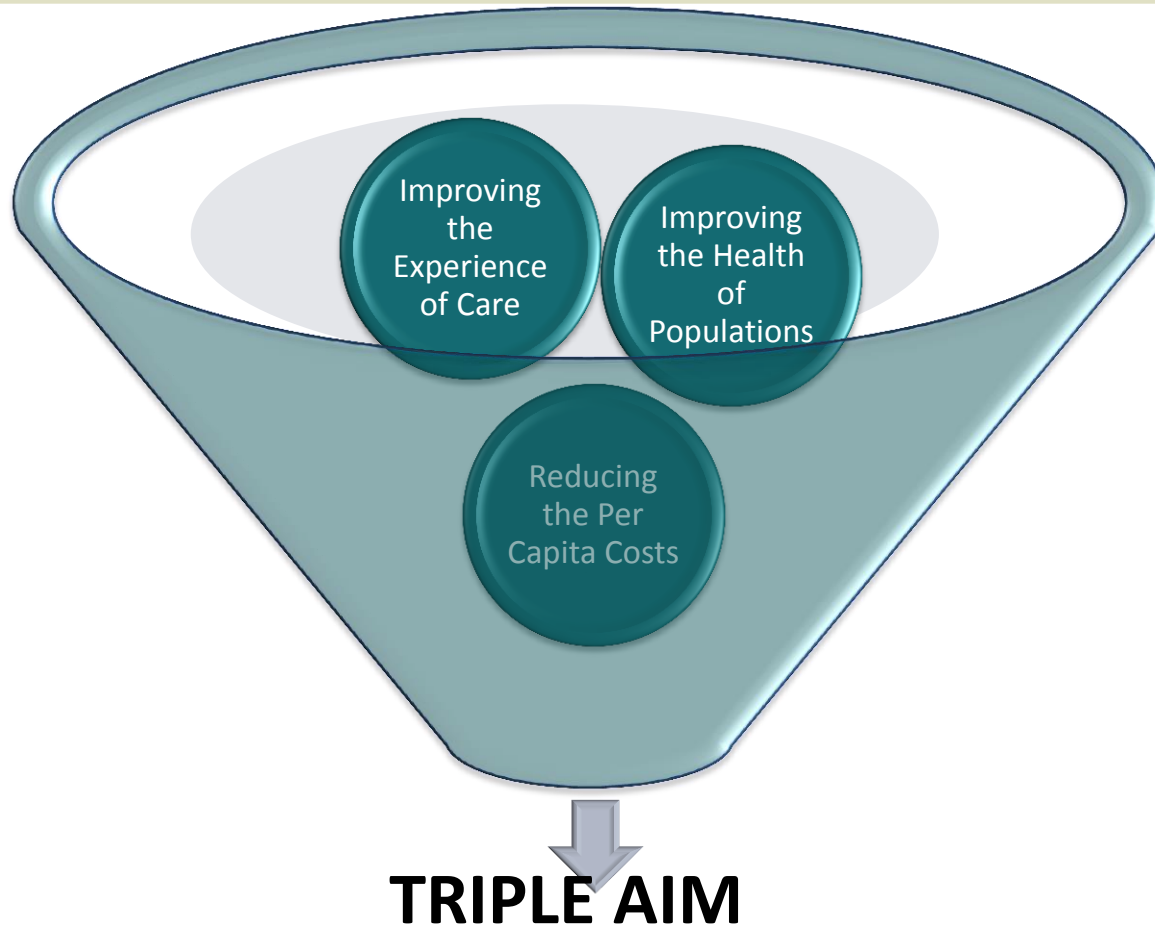 Improving
the
Experience
of Care
Improving
the Health
of
Populations
Reducing
the Per
Capita Costs
TRIPLE AIM